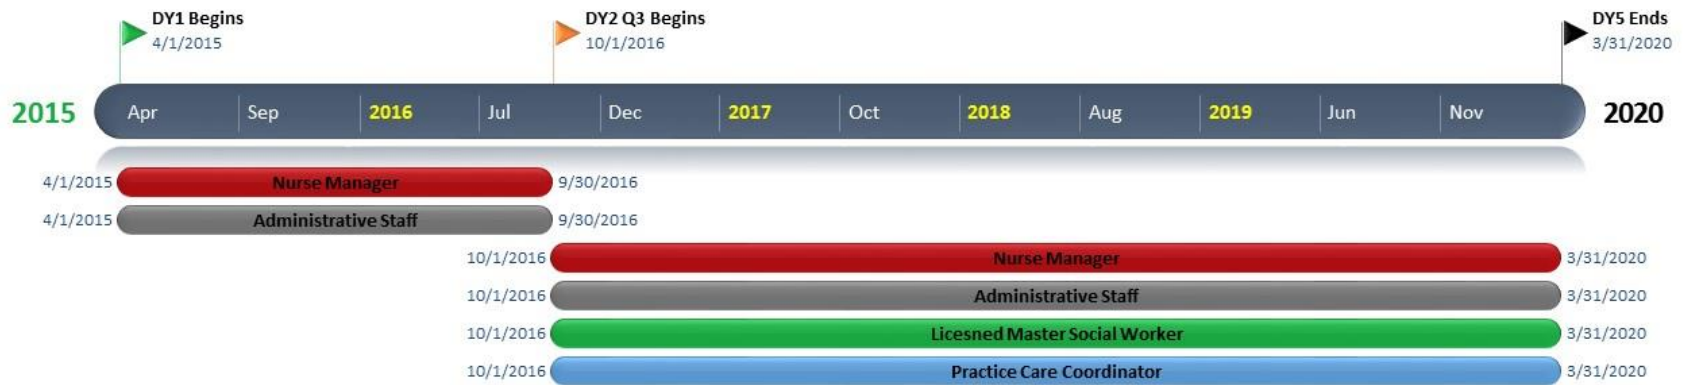 DY1 Begins
4/1/2015
DY2 Q3 Begins
10/1/2016
DY5 Ends
3/31/2020
2015 Apr Sep 2016 Jul Dec 2017 Oct 2018 Aug 2019 Jun Nov 2020
4/1/2015 Nurse Manager 9/30/2016
4/1/2015 Administrative Staff 9/30/2016
10/1/2016 Nurse Manager 3/31/2020
10/1/2016 Administrative Staff 3/31/2020
10/1/2016 Licesned Master Social Worker 3/31/2020
10/1/2016 Practice Care Coordinator 3/31/2020